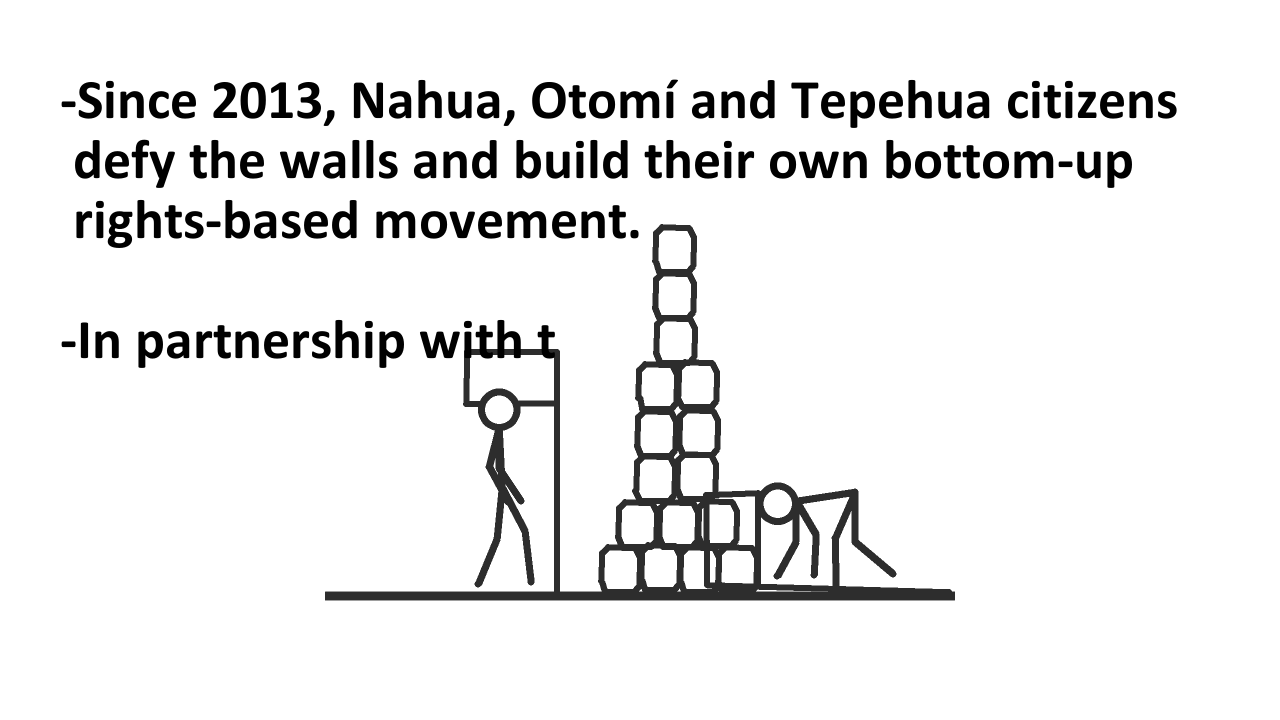 -Since 2013, Nahua, Otomí and Tepehua citizens
defy the walls and build their own bottom-up
rights-based movement.
-In partnership with t